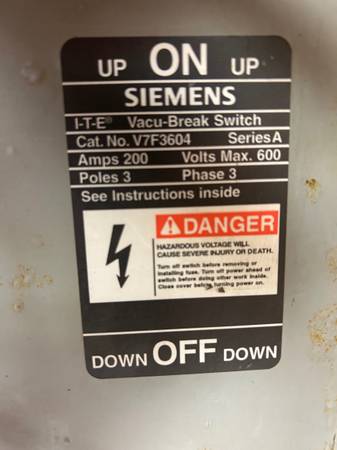 UP ON UP
SIEMENS
I-T-E® Vacu-Break Switch
Cat. No. V7F3604 Series A
Amps 200 Volts Max. 600
Poles 3 Phase 3
See Instructions inside
DANGER
HAZARDOUS VOLTAGE WILL
CAUSE SEVERE INJURY OR DEATH.
Turn off switch before removing or
installing fuse. Turn off power ahead of
switch before doing other work inside.
Close cover before turning power on.
DOWN OFF DOWN